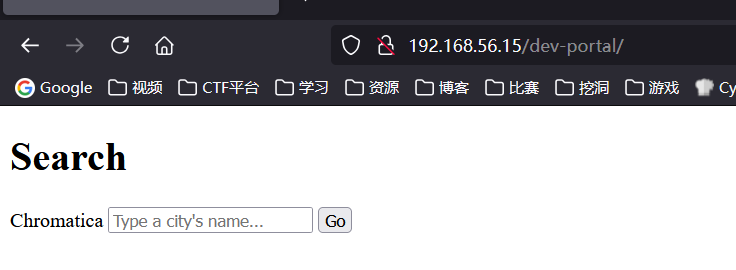 192.168.56.15/dev-portal/
Google 视频 CTF平台 学习 资源 博客 比赛 挖洞 游戏 Cy
Search
Chromatica Type a city's name... Go